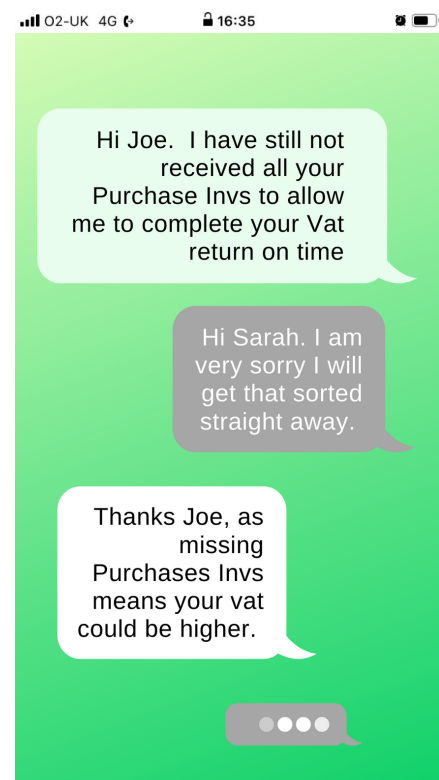 O2-UK 4G 16:35
Hi Joe. I have still not
received all your
Purchase Invs to allow
me to complete your Vat
return on time
Hi Sarah. I am
very sorry I will
get that sorted
straight away.
Thanks Joe, as
missing
Purchases Invs
means your vat
could be higher.